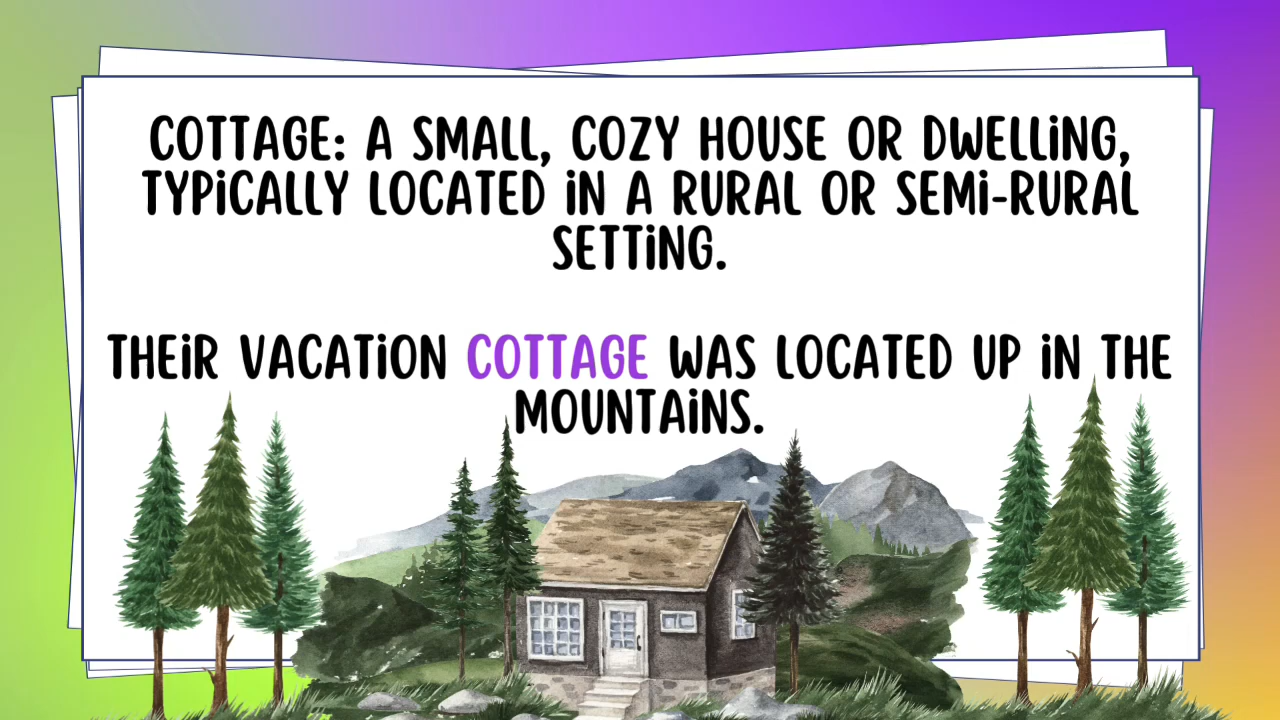 COTTAGE: A SMALL, COZY HOUSE OR DWELLiNG,
TYPiCALLY LOCATED iN A RURAL OR SEMi-RURAL
SETTiNG.
THEiR VACATiON COTTAGE WAS LOCATED UP iN THE
MOUNTAiNS.